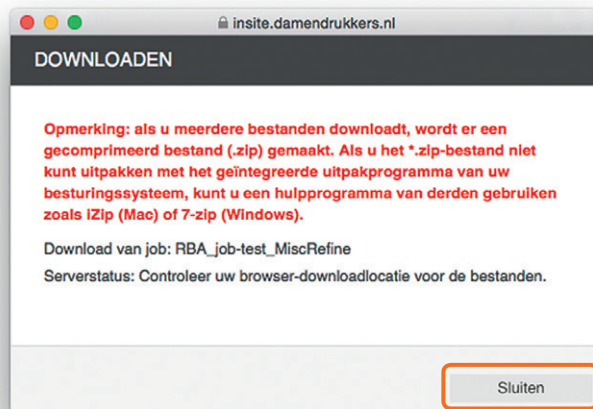 insite.damendrukkers.nl
DOWNLOADEN
Opmerking: als u meerdere bestanden downloadt, wordt er een
gecomprimeerd bestand (.zip) gemaakt. Als u het *.zip-bestand niet
kunt uitpakken met het geïntegreerde uitpakprogramma van uw
besturingssysteem, kunt u een hulpprogramma van derden gebruiken
zoals iZip (Mac) of 7-zip (Windows).
Download van job: RBA_job-test_MiscRefine
Serverstatus: Controleer uw browser-downloadlocatie voor de bestanden.
Sluiten